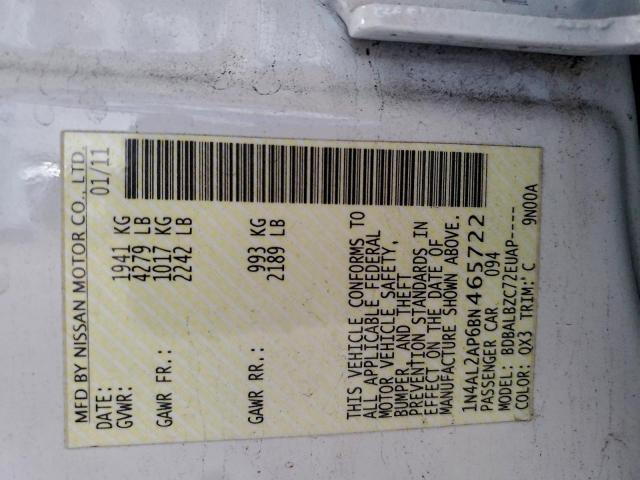 MFD BY NISSAN MOTOR CO., LTD.
DATE: 01/11
GVWR: 1941 KG
4279 LB
GAWR FR.: 1017 KG
2242 LB
GAWR RR.: 993 KG
2189 LB
THIS VEHICLE CONFORMS TO
ALL APPLICABLE FEDERAL
MOTOR VEHICLE SAFETY,
BUMPER, AND THEFT
PREVENTION STANDARDS IN
EFFECT ON THE DATE OF
MANUFACTURE SHOWN ABOVE.
1N4AL2AP6BN465722
PASSENGER CAR 094
MODEL: BDBALBZC72EUAP-----
COLOR: QX3 TRIM: C 9N00A